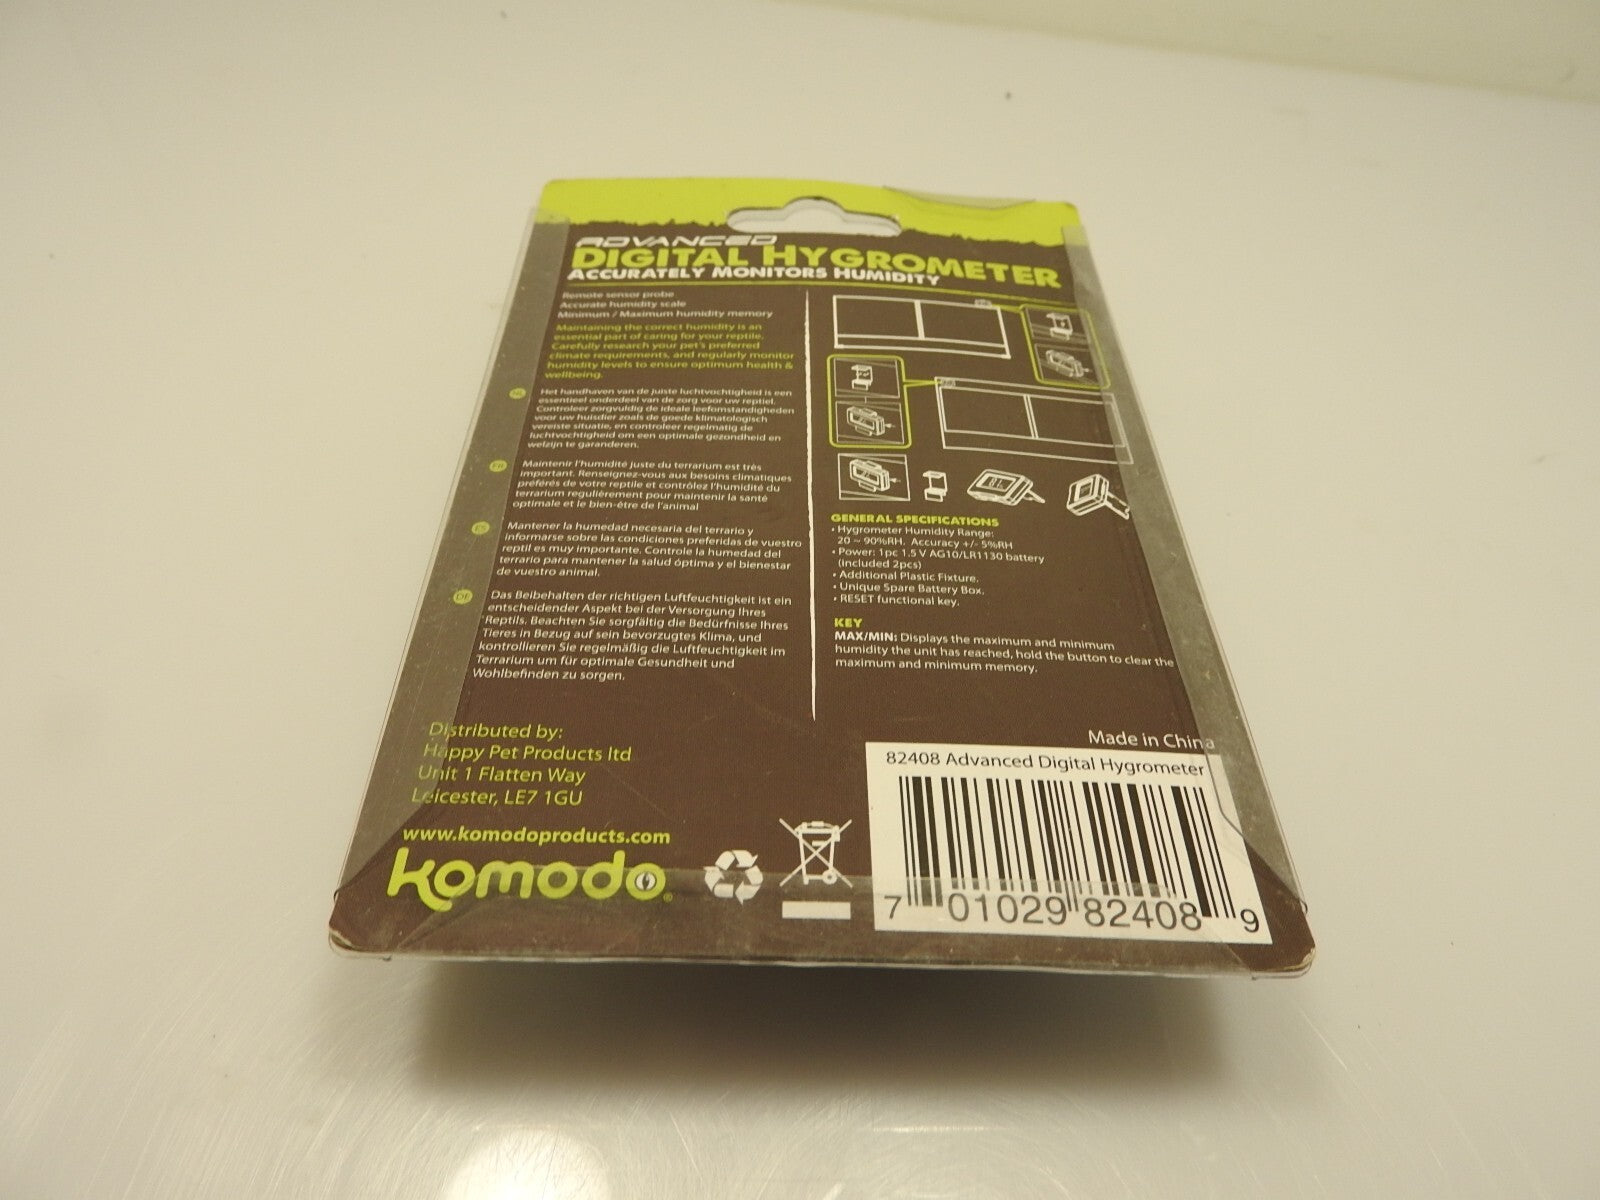 ADVANCED
DIGITAL HYGROMETER
ACCURATELY MONITORS HUMIDITY
Remote sensor probe
Accurate humidity scale
Minimum / Maximum humidity memory
Maintaining the correct humidity is an
essential part of caring for your reptile.
Carefully research your pet's preferred
climate requirements, and regularly monitor
humidity levels to ensure optimum health &
wellbeing.
NL
Het handhaven van de juiste luchtvochtigheid is een
essentieel onderdeel van de zorg voor uw reptiel.
Controleer zorgvuldig de ideale leefomstandigheden
voor uw huisdier zoals de goede klimatologisch
vereiste situatie, en controleer regelmatig de
luchtvochtigheid om een optimale gezondheid en
welzijn te garanderen.
FR
Maintenir l'humidité juste du terrarium est très
important. Renseignez-vous aux besoins climatiques
préférés de votre reptile et contrôlez l'humidité du
terrarium regulièrement pour maintenir la santé
optimale et le bien-être de l'animal
ES
Mantener la humedad necesaria del terrario y
informarse sobre las condiciones preferidas de vuestro
reptil es muy importante. Controle la humedad del
terrario para mantener la salud óptima y el bienestar
de vuestro animal.
DE
Das Beibehalten der richtigen Luftfeuchtigkeit ist ein
entscheidender Aspekt bei der Versorgung Ihres
Reptils. Beachten Sie sorgfältig die Bedürfnisse Ihres
Tieres in Bezug auf sein bevorzugtes Klima, und
kontrollieren Sie regelmäßig die Luftfeuchtigkeit im
Terrarium um für optimale Gesundheit und
Wohlbefinden zu sorgen.
GENERAL SPECIFICATIONS
• Hygrometer Humidity Range:
20 ~ 90%RH. Accuracy +/- 5%RH
• Power: 1pc 1.5 V AG10/LR1130 battery
(included 2pcs)
• Additional Plastic Fixture.
• Unique Spare Battery Box.
• RESET functional key.
KEY
MAX/MIN: Displays the maximum and minimum
humidity the unit has reached, hold the button to clear the
maximum and minimum memory.
Distributed by:
Happy Pet Products ltd
Unit 1 Flatten Way
Leicester, LE7 1GU
www.komodoproducts.com
komodo®
Made in China
82408 Advanced Digital Hygrometer
7 01029 82408 9